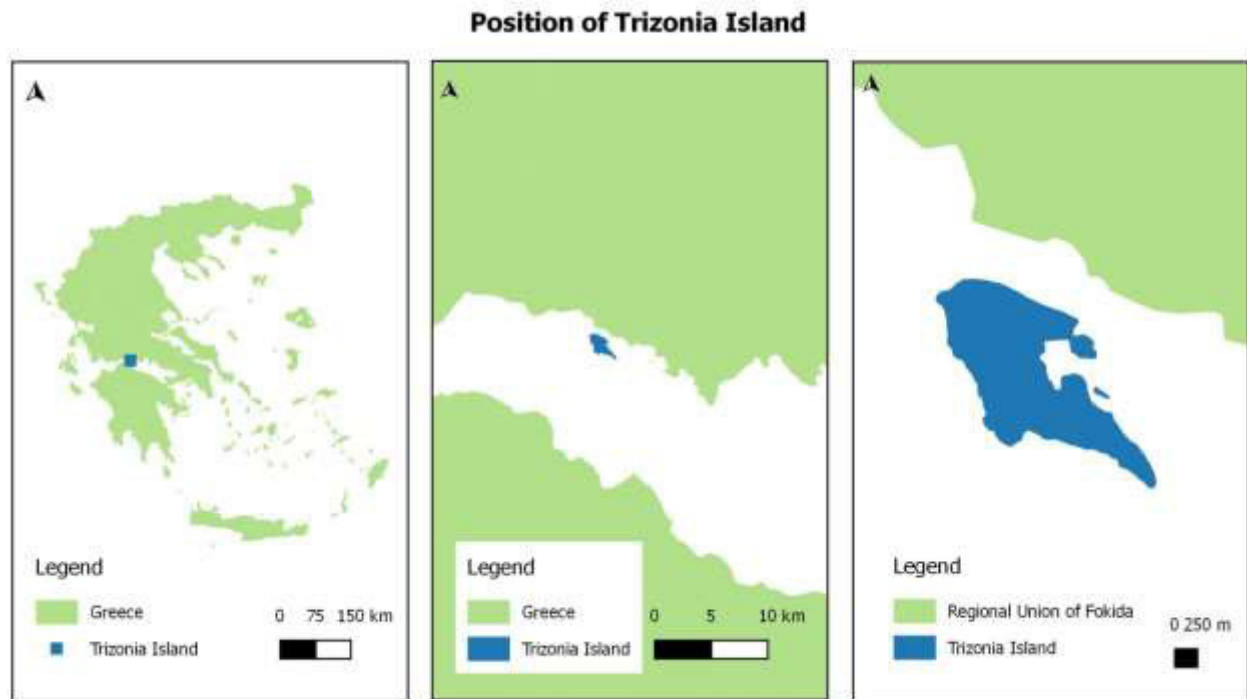 Position of Trizonia Island
Legend
Greece
Trizonia Island
0 75 150 km
Legend
Greece
Trizonia Island
0 5 10 km
Legend
Regional Union of Fokida
Trizonia Island
0 250 m